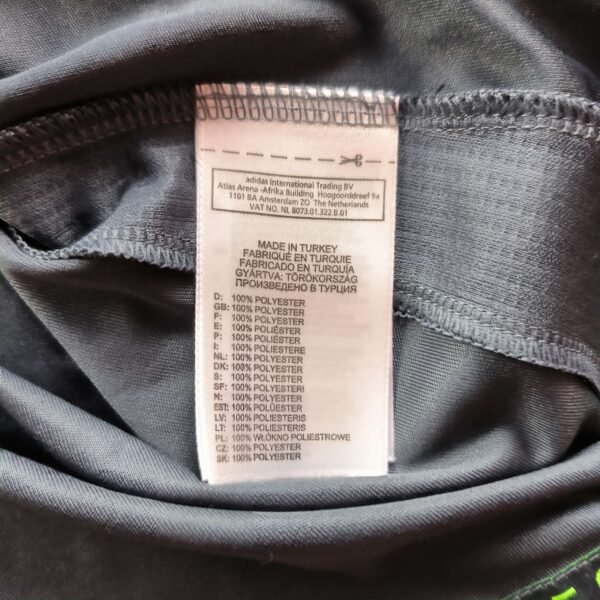 adidas International Trading BV
Atlas Arena -Afrika Building Hoogoorddreef 9a
1101 BA Amsterdam ZO The Netherlands
VAT NO. NL 8073.01.322.B.01
MADE IN TURKEY
FABRIQUÉ EN TURQUIE
FABRICADO EN TURQUÍA
GYÁRTVA: TÖRÖKORSZÁG
ПРОИЗВЕДЕНО В ТУРЦИЯ
D: 100% POLYESTER
GB: 100% POLYESTER
F: 100% POLYESTER
E: 100% POLIÉSTER
P: 100% POLIÉSTER
I: 100% POLIESTERE
NL: 100% POLYESTER
DK: 100% POLYESTER
S: 100% POLYESTER
SF: 100% POLYESTERI
N: 100% POLYESTER
EST: 100% POLÜESTER
LV: 100% POLIESTERIS
LT: 100% POLIESTERIS
PL: 100% WŁÓKNO POLIESTROWE
CZ: 100% POLYESTER
SK: 100% POLYESTER